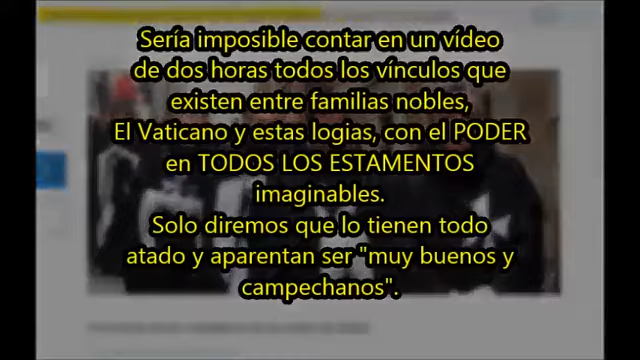 Sería imposible contar en un vídeo
de dos horas todos los vínculos que
existen entre familias nobles,
El Vaticano y estas logias, con el PODER
en TODOS LOS ESTAMENTOS
imaginables.
Solo diremos que lo tienen todo
atado y aparentan ser "muy buenos y
campechanos".